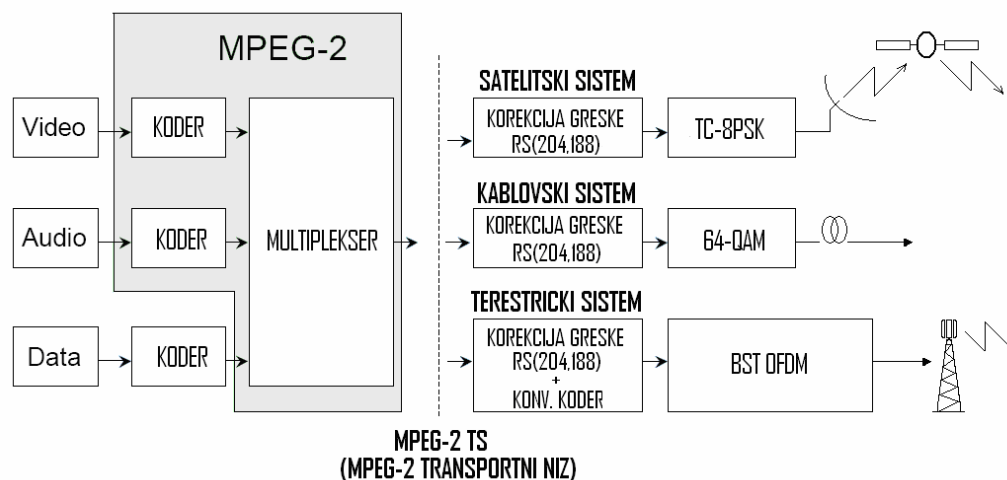 MPEG-2
Video
KODER
Audio
KODER
MULTIPLEKSER
Data
KODER
SATELITSKI SISTEM
KOREKCIJA GRESKE
RS(204,188)
TC-8PSK
KABLOVSKI SISTEM
KOREKCIJA GRESKE
RS(204,188)
64-QAM
TERESTRICKI SISTEM
KOREKCIJA GRESKE
RS(204,188)
+
KONV. KODER
BST OFDM
MPEG-2 TS
(MPEG-2 TRANSPORTNI NIZ)